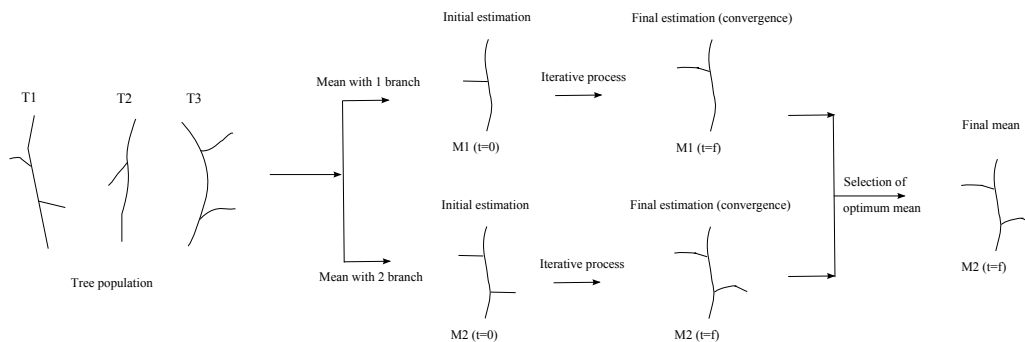 T1
T2
T3
Tree population
Mean with 1 branch
Initial estimation
M1 (t=0)
Iterative process
Final estimation (convergence)
M1 (t=f)
Mean with 2 branch
Initial estimation
M2 (t=0)
Iterative process
Final estimation (convergence)
M2 (t=f)
Selection of
optimum mean
Final mean
M2 (t=f)